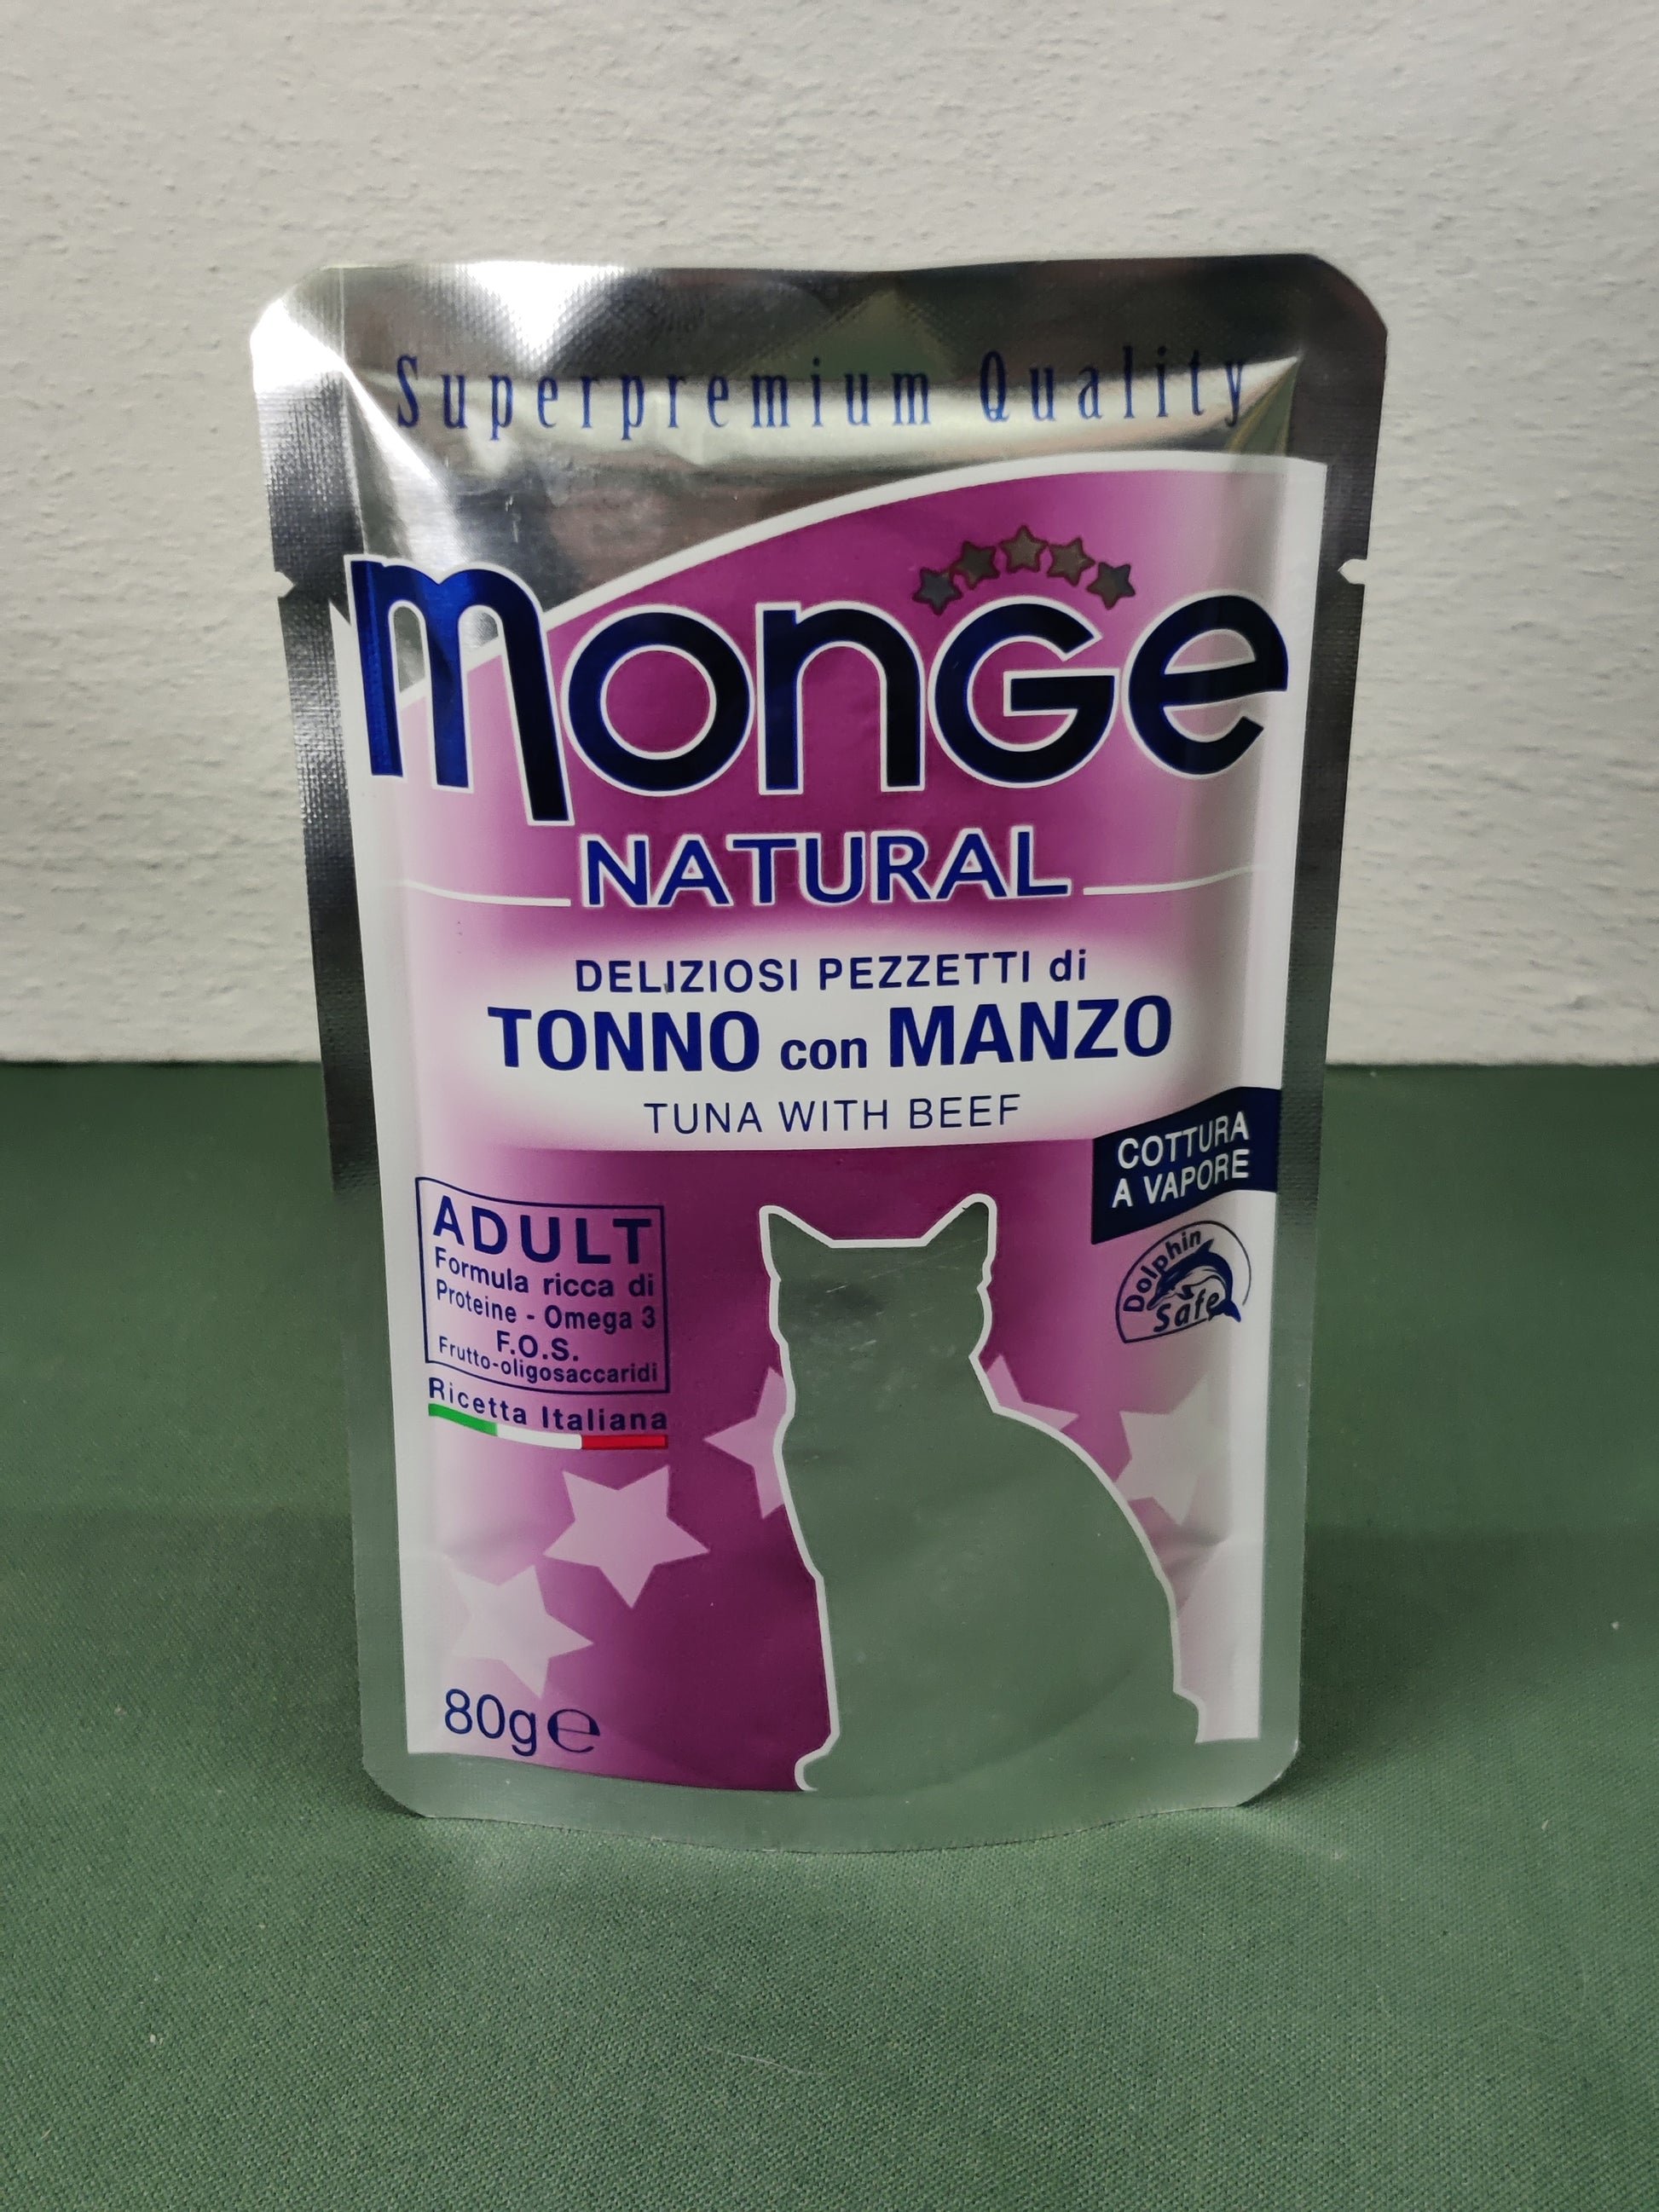 Superpremium Quality
monGe
NATURAL
DELIZIOSI PEZZETTI di
TONNO con MANZO
TUNA WITH BEEF
COTTURA
A VAPORE
Dolphin
Safe
ADULT
Formula ricca di
Proteine - Omega 3
F.O.S.
Frutto-oligosaccaridi
Ricetta Italiana
80g ℮